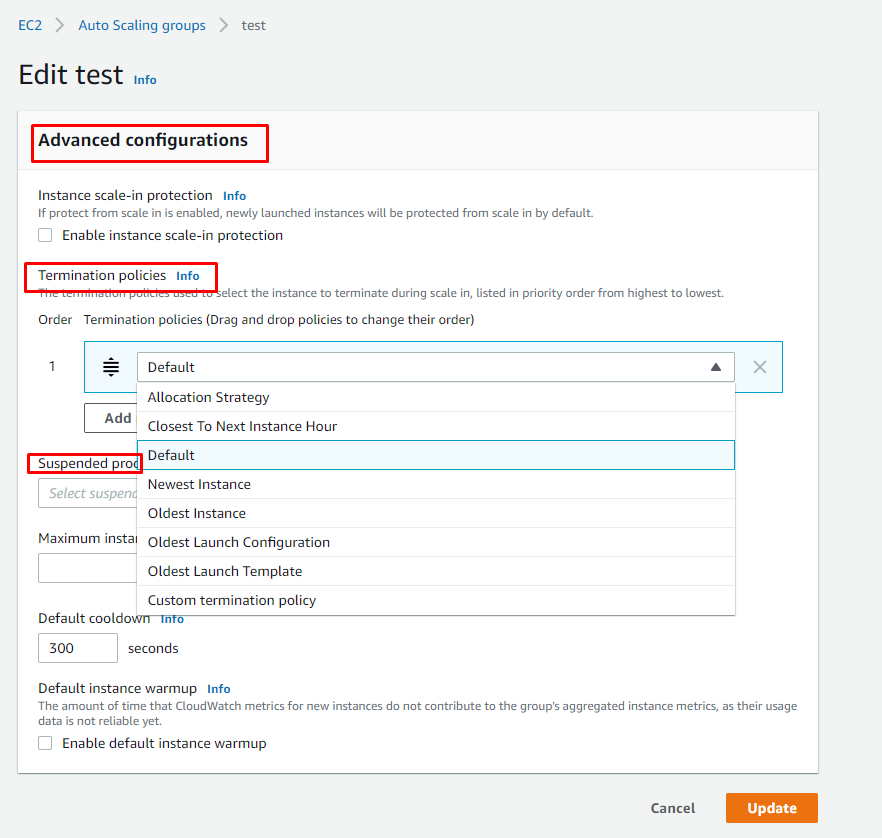 EC2 > Auto Scaling groups > test
Edit test Info
Advanced configurations
Instance scale-in protection Info
If protect from scale in is enabled, newly launched instances will be protected from scale in by default.
Enable instance scale-in protection
Termination policies Info
The termination policies used to select the instance to terminate during scale in, listed in priority order from highest to lowest.
Order Termination policies (Drag and drop policies to change their order)
1 Default
Allocation Strategy
Add
Closest To Next Instance Hour
Default
Suspended
Newest Instance
Select
Oldest Instance
Oldest Launch Configuration
Maximum
Oldest Launch Template
Custom termination policy
Default cooldown Info
300 seconds
Default instance warmup Info
The amount of time that CloudWatch metrics for new instances do not contribute to the group's aggregated instance metrics, as their usage
data is not reliable yet.
Enable default instance warmup
Cancel Update